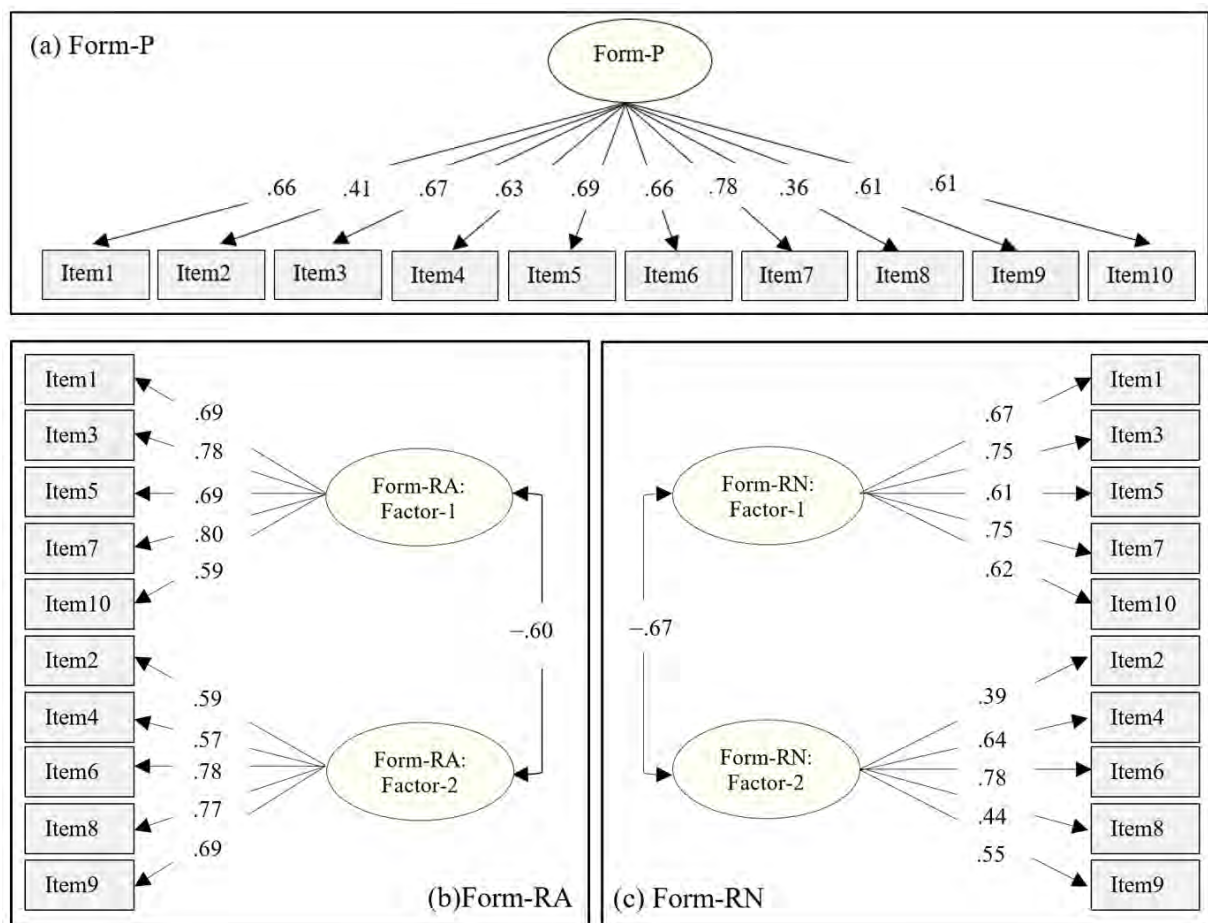 (a) Form-P
Form-P
.66 .41 .67 .63 .69 .66 .78 .36 .61 .61
Item1 Item2 Item3 Item4 Item5 Item6 Item7 Item8 Item9 Item10
Item1
.69
Item3
.78
Item5
.69
Item7
.80
Item10
.59
Form-RA:
Factor-1
−.60
Item2
.59
Item4
.57
Item6
.78
Item8
.77
Item9
.69
Form-RA:
Factor-2
(b)Form-RA
Form-RN:
Factor-1
.67
Item1
.75
Item3
.61
Item5
.75
Item7
.62
Item10
−.67
Form-RN:
Factor-2
.39
Item2
.64
Item4
.78
Item6
.44
Item8
.55
Item9
(c) Form-RN